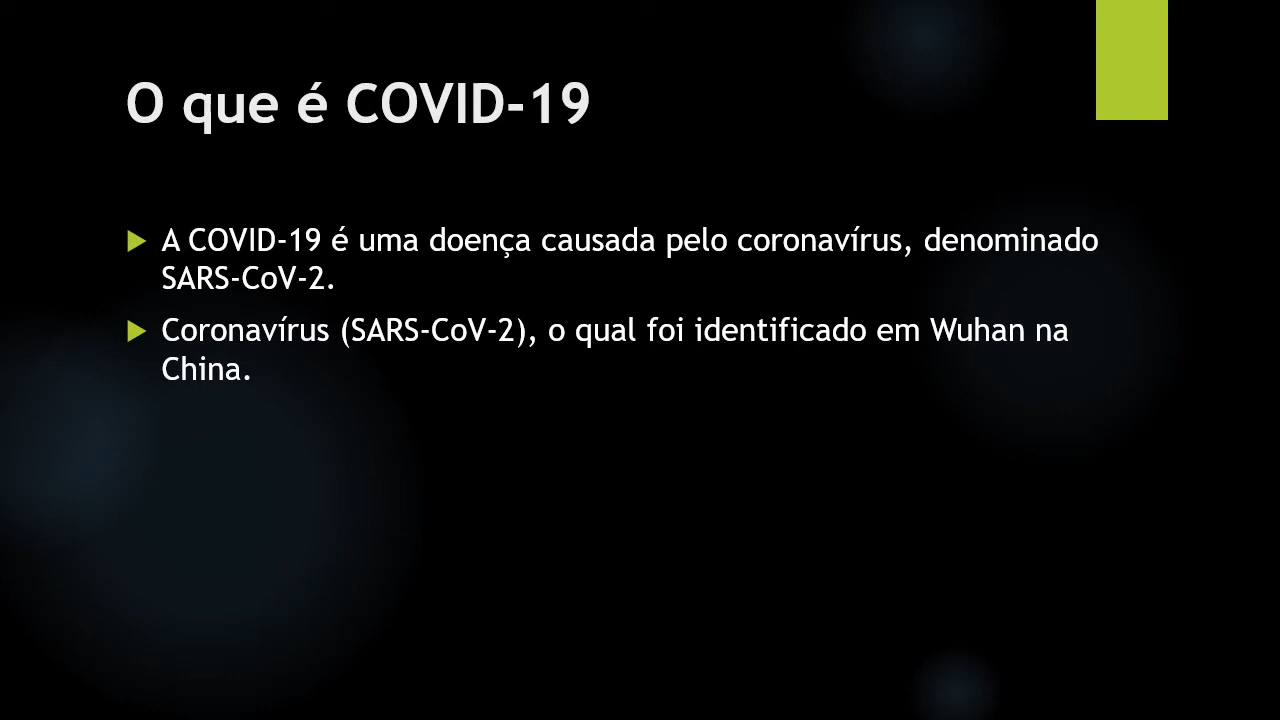 O que é COVID-19
A COVID-19 é uma doença causada pelo coronavírus, denominado
SARS-CoV-2.
Coronavírus (SARS-CoV-2), o qual foi identificado em Wuhan na
China.